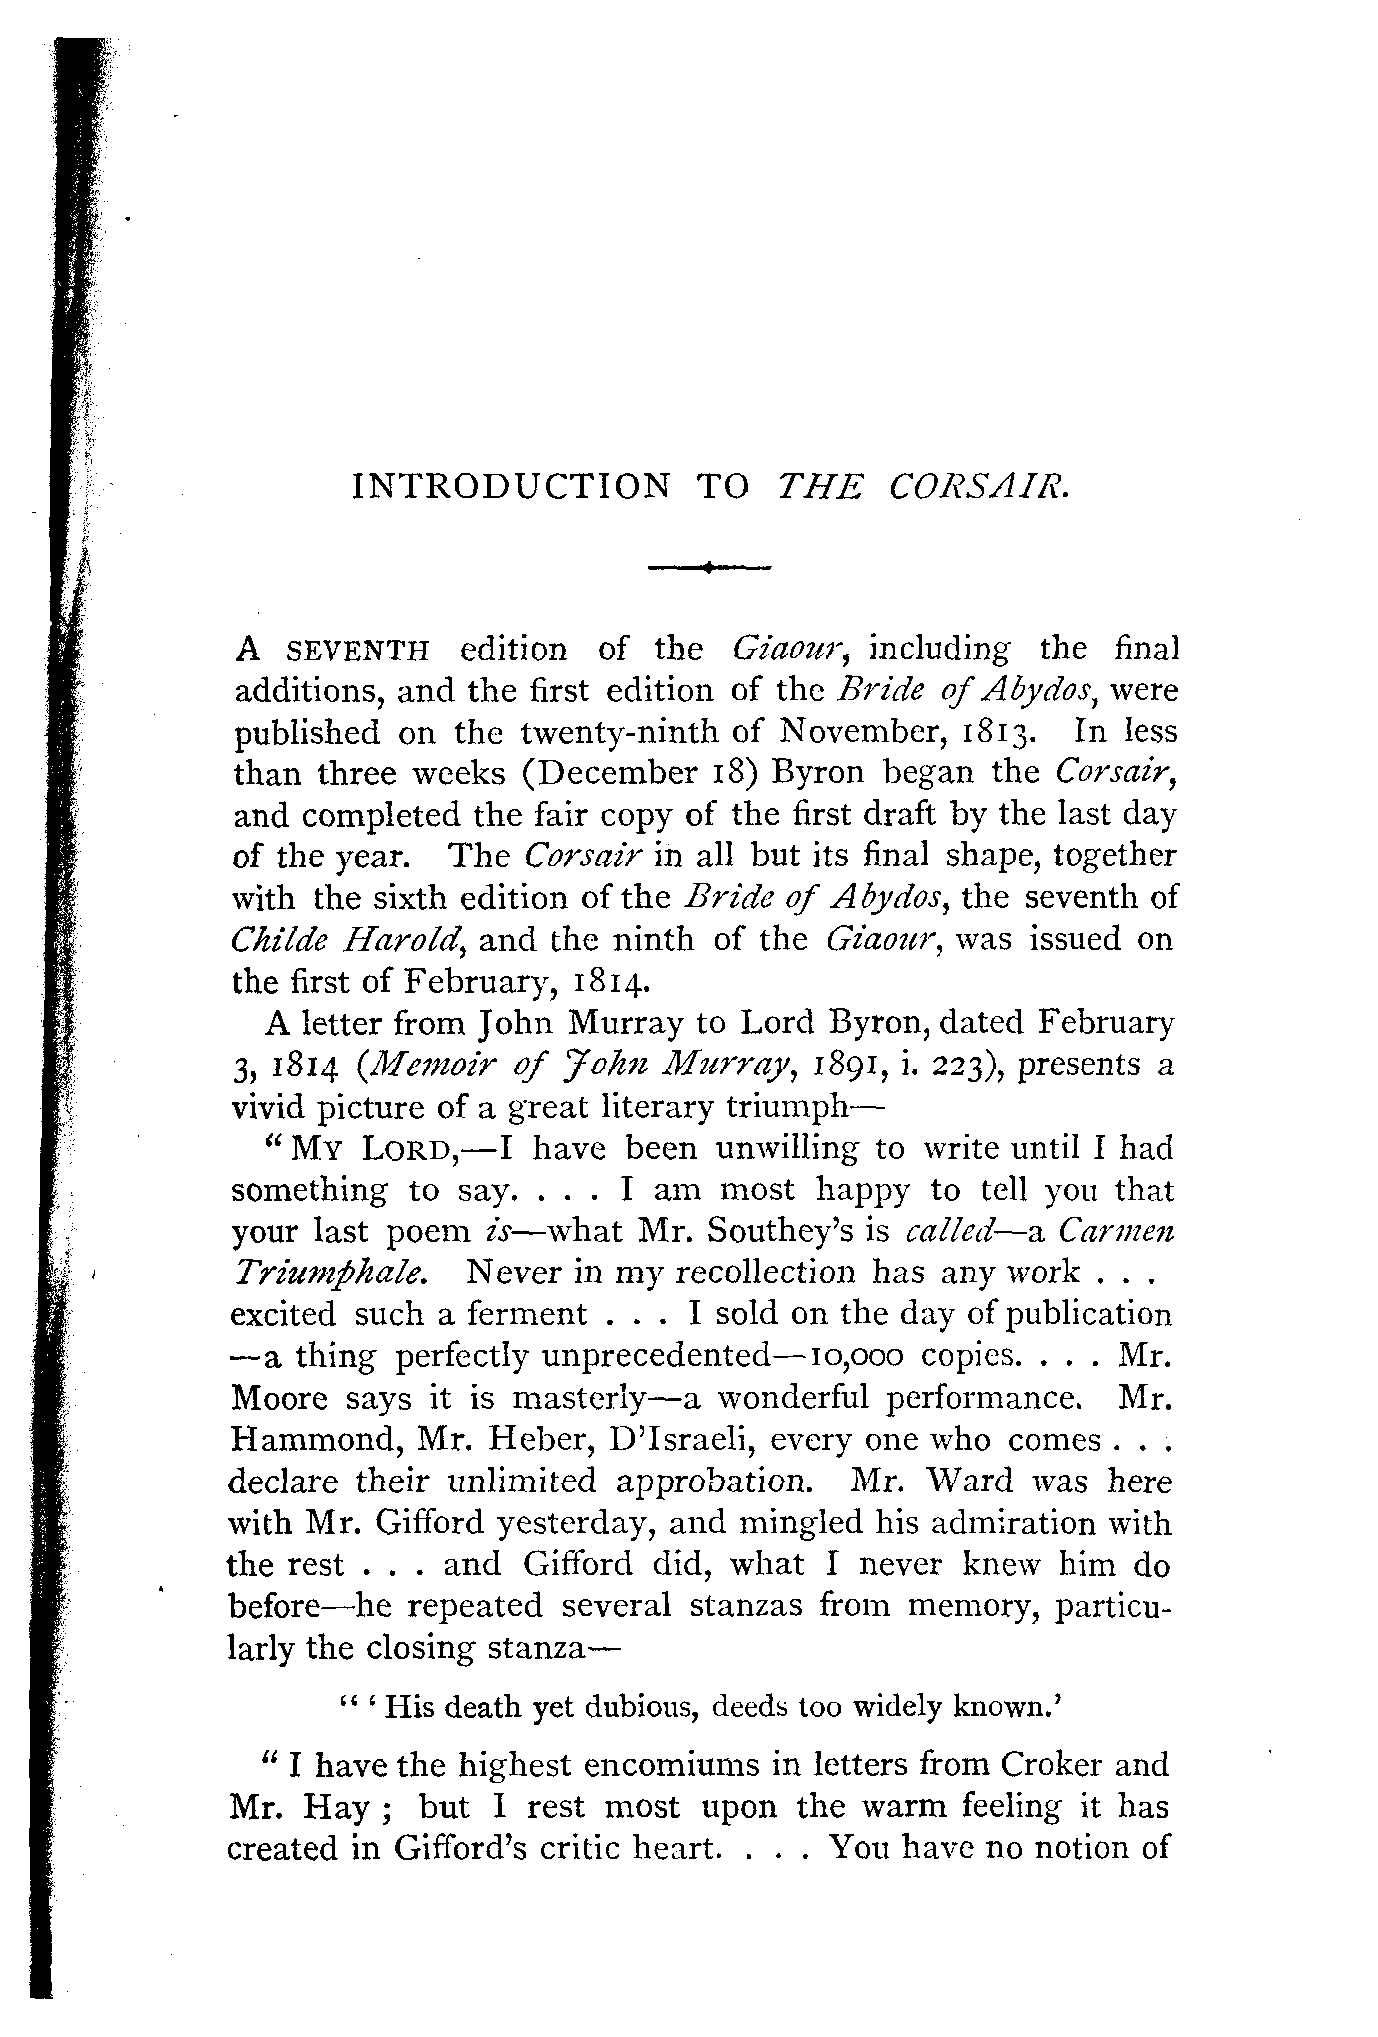 INTRODUCTION TO THE CORSAIR.
A SEVENTH edition of the Giaour, including the final
additions, and the first edition of the Bride of Abydos, were
published on the twenty-ninth of November, 1813. In less
than three weeks (December 18) Byron began the Corsair,
and completed the fair copy of the first draft by the last day
of the year. The Corsair in all but its final shape, together
with the sixth edition of the Bride of Abydos, the seventh of
Childe Harold, and the ninth of the Giaour, was issued on
the first of February, 1814.
A letter from John Murray to Lord Byron, dated February
3, 1814 (Memoir of John Murray, 1891, i. 223), presents a
vivid picture of a great literary triumph—
"MY LORD,—I have been unwilling to write until I had
something to say. . . . I am most happy to tell you that
your last poem is—what Mr. Southey's is called—a Carmen
Triumphale. Never in my recollection has any work . . .
excited such a ferment . . . I sold on the day of publication
—a thing perfectly unprecedented—10,000 copies. . . . Mr.
Moore says it is masterly—a wonderful performance. Mr.
Hammond, Mr. Heber, D'Israeli, every one who comes . . .
declare their unlimited approbation. Mr. Ward was here
with Mr. Gifford yesterday, and mingled his admiration with
the rest . . . and Gifford did, what I never knew him do
before—he repeated several stanzas from memory, particu-
larly the closing stanza—
"'His death yet dubious, deeds too widely known.'
"I have the highest encomiums in letters from Croker and
Mr. Hay ; but I rest most upon the warm feeling it has
created in Gifford's critic heart. . . . You have no notion of